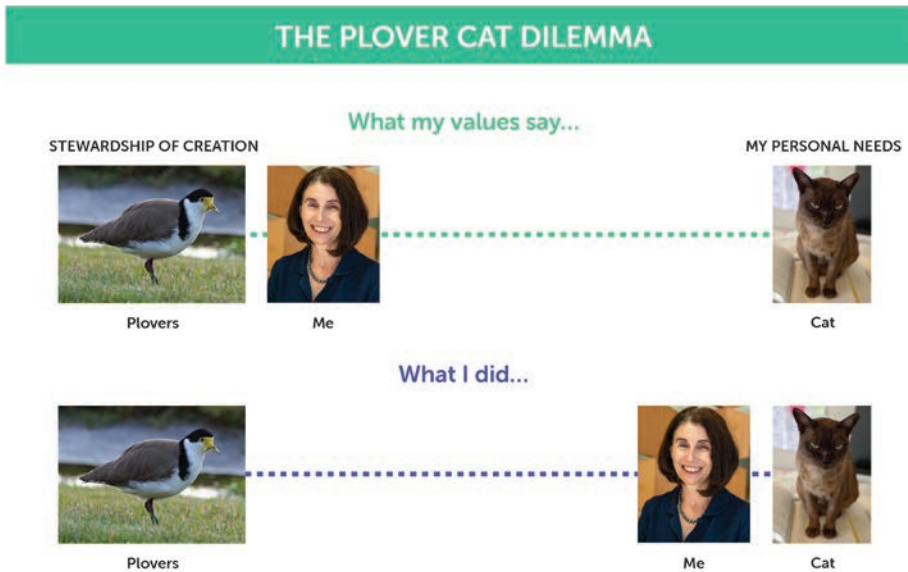 THE PLOVER CAT DILEMMA
What my values say...
STEWARDSHIP OF CREATION
MY PERSONAL NEEDS
Plovers
Me
Cat
What I did...
Plovers
Me
Cat